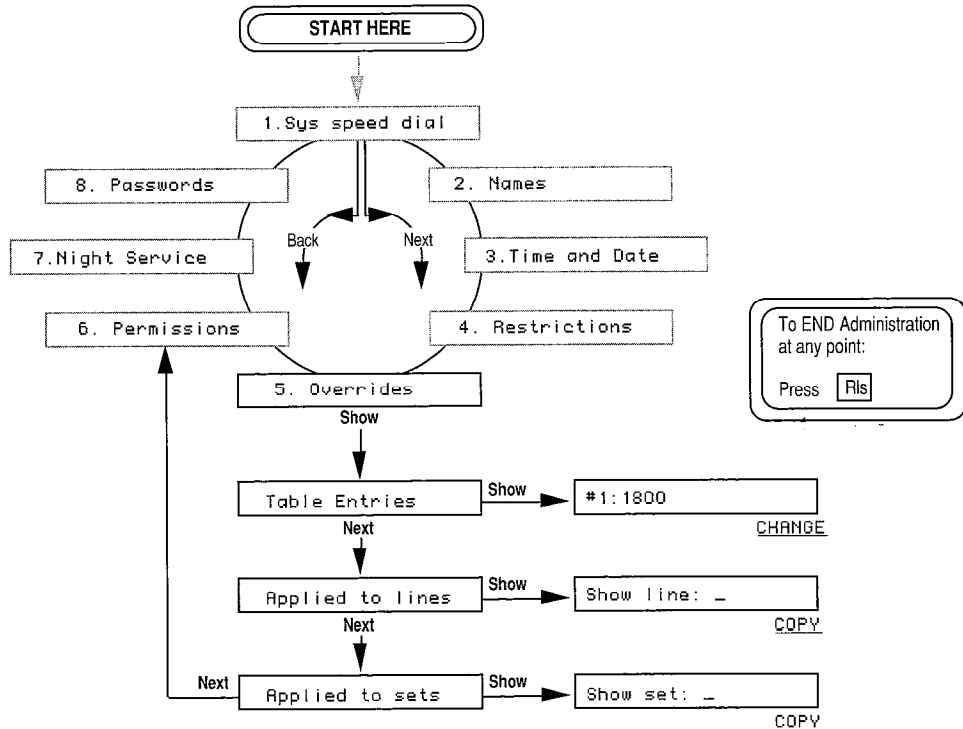 START HERE
1.Sys speed dial
8. Passwords
2. Names
Back
Next
7.Night Service
3.Time and Date
6. Permissions
4. Restrictions
To END Administration
at any point:
Press Rls
5. Overrides
Show
Table Entries
Show
#1:1800
CHANGE
Next
Applied to lines
Show
Show line: _
COPY
Next
Next
Applied to sets
Show
Show set: _
COPY